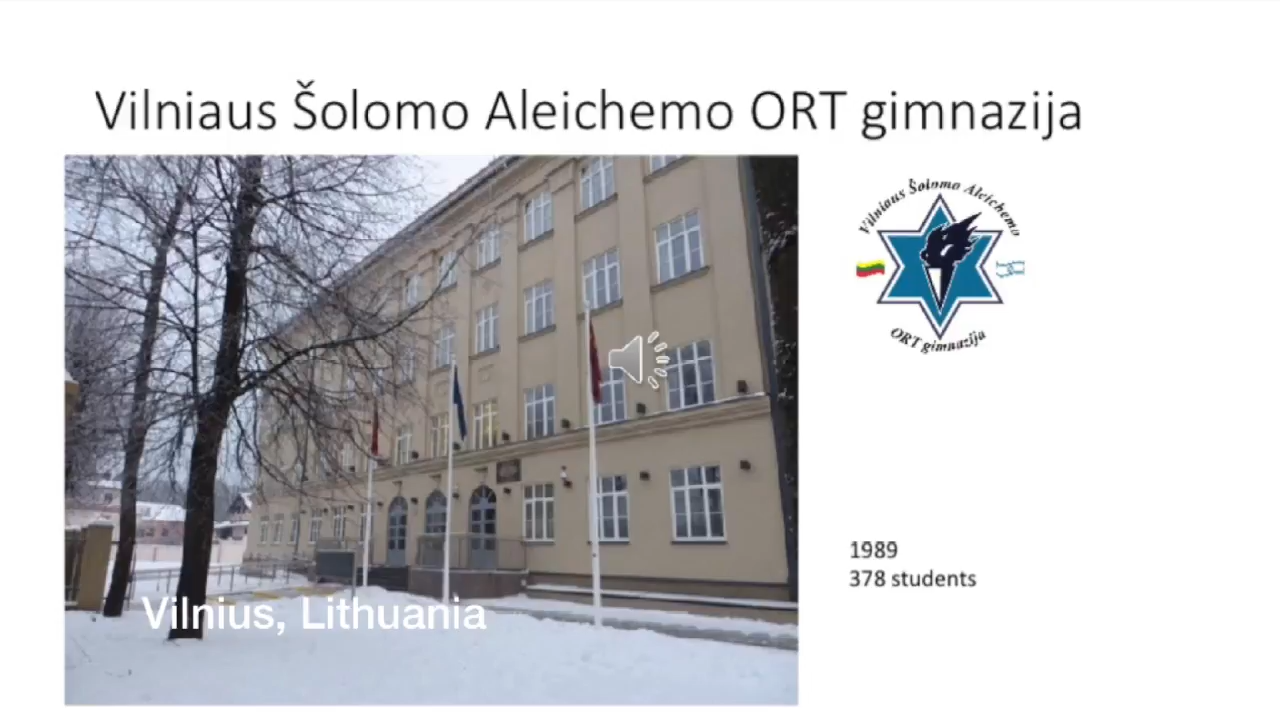 Vilniaus Šolomo Aleichemo ORT gimnazija
Vilniaus Šolomo Aleichemo
ORT gimnazija
1989
378 students
Vilnius, Lithuania